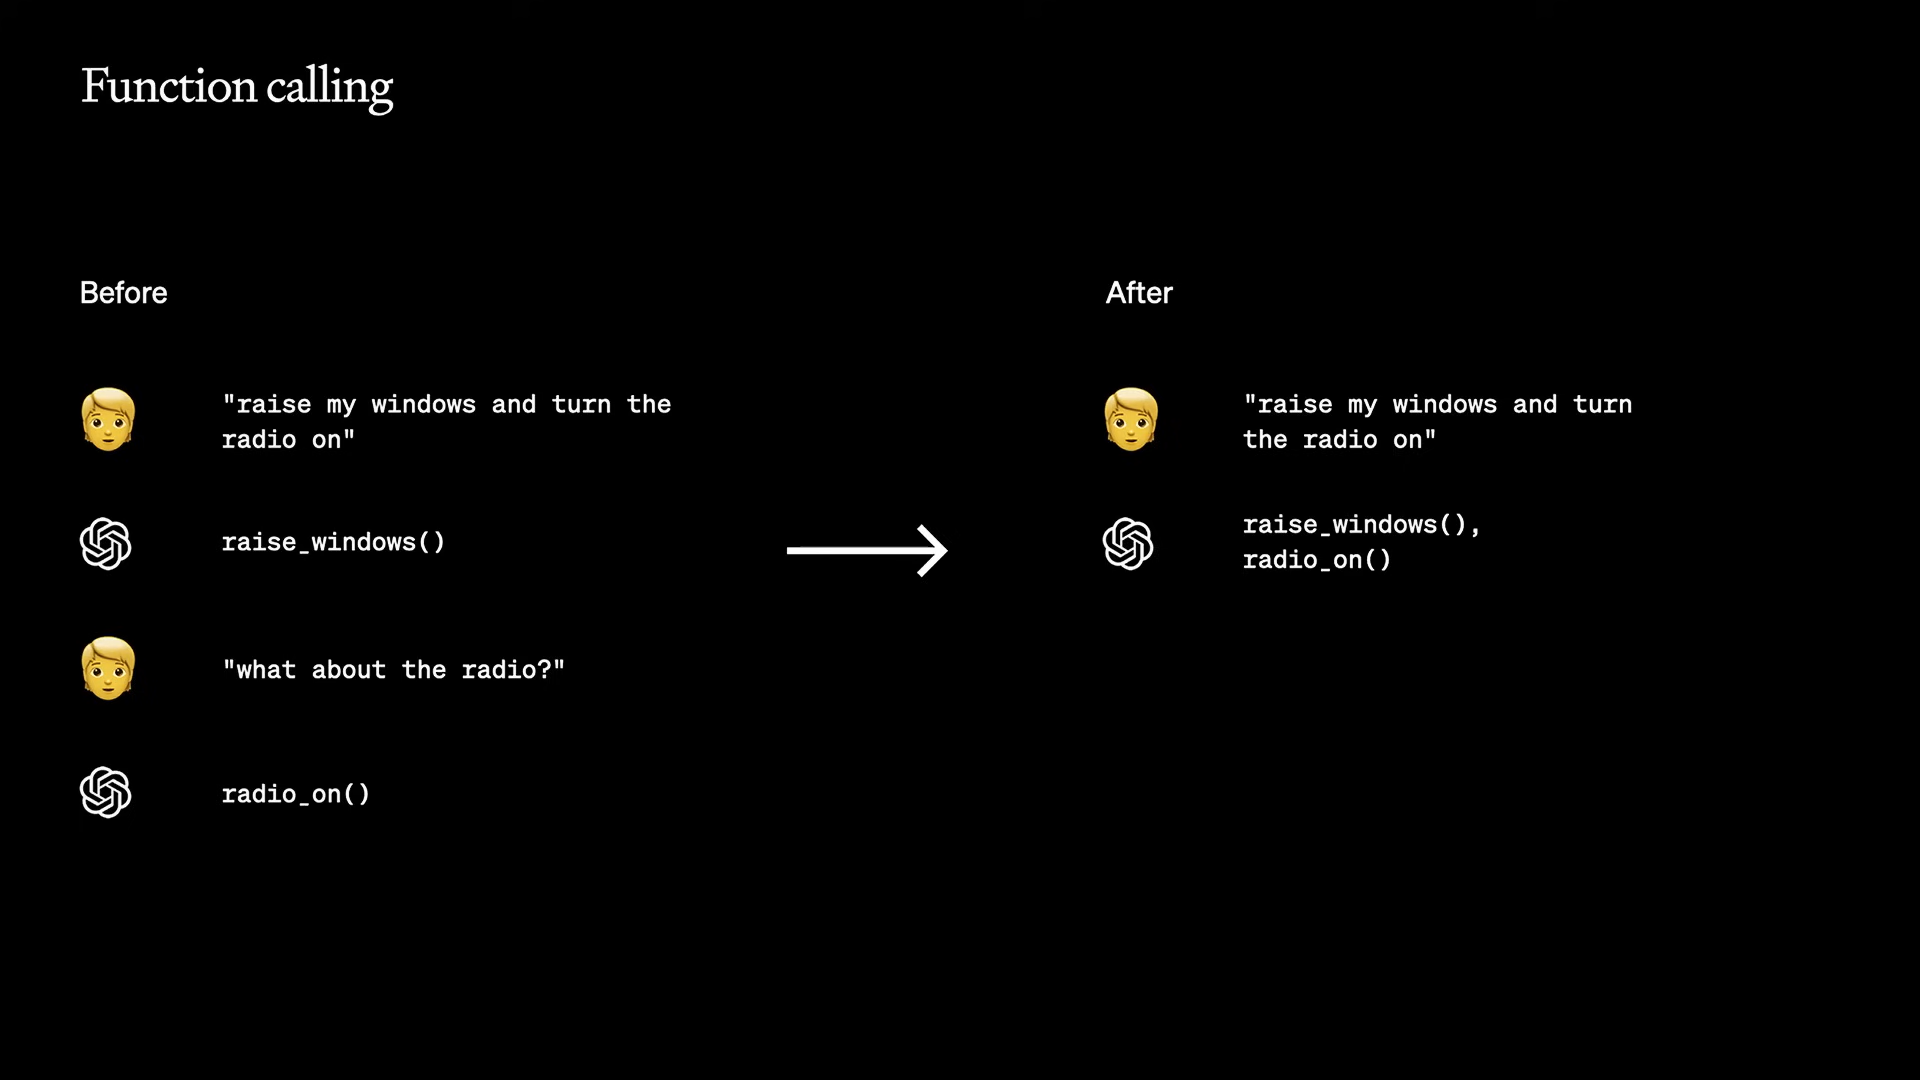 Function calling
Before
"raise my windows and turn the
radio on"
raise_windows()
"what about the radio?"
radio_on()
After
"raise my windows and turn
the radio on"
raise_windows(),
radio_on()